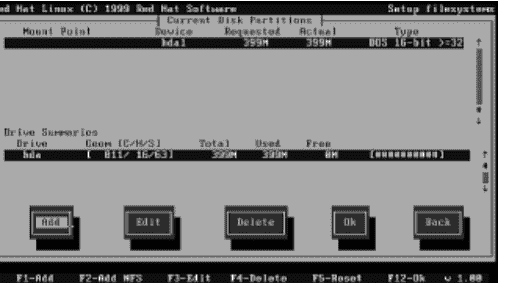 ed Hat Linux (C) 1999 Red Hat Software Setup filesystems
Current Disk Partitions
Mount Point Device Requested Actual Type
hda1 399M 399M DOS 16-bit >=32
Drive Summaries
Drive Geom [C/H/S] Total Used Free
hda [ 811/ 16/63] 399M 399M 0M [##########]
Add Edit Delete Ok Back
F1-Add F2-Add NFS F3-Edit F4-Delete F5-Reset F12-Ok v 1.00